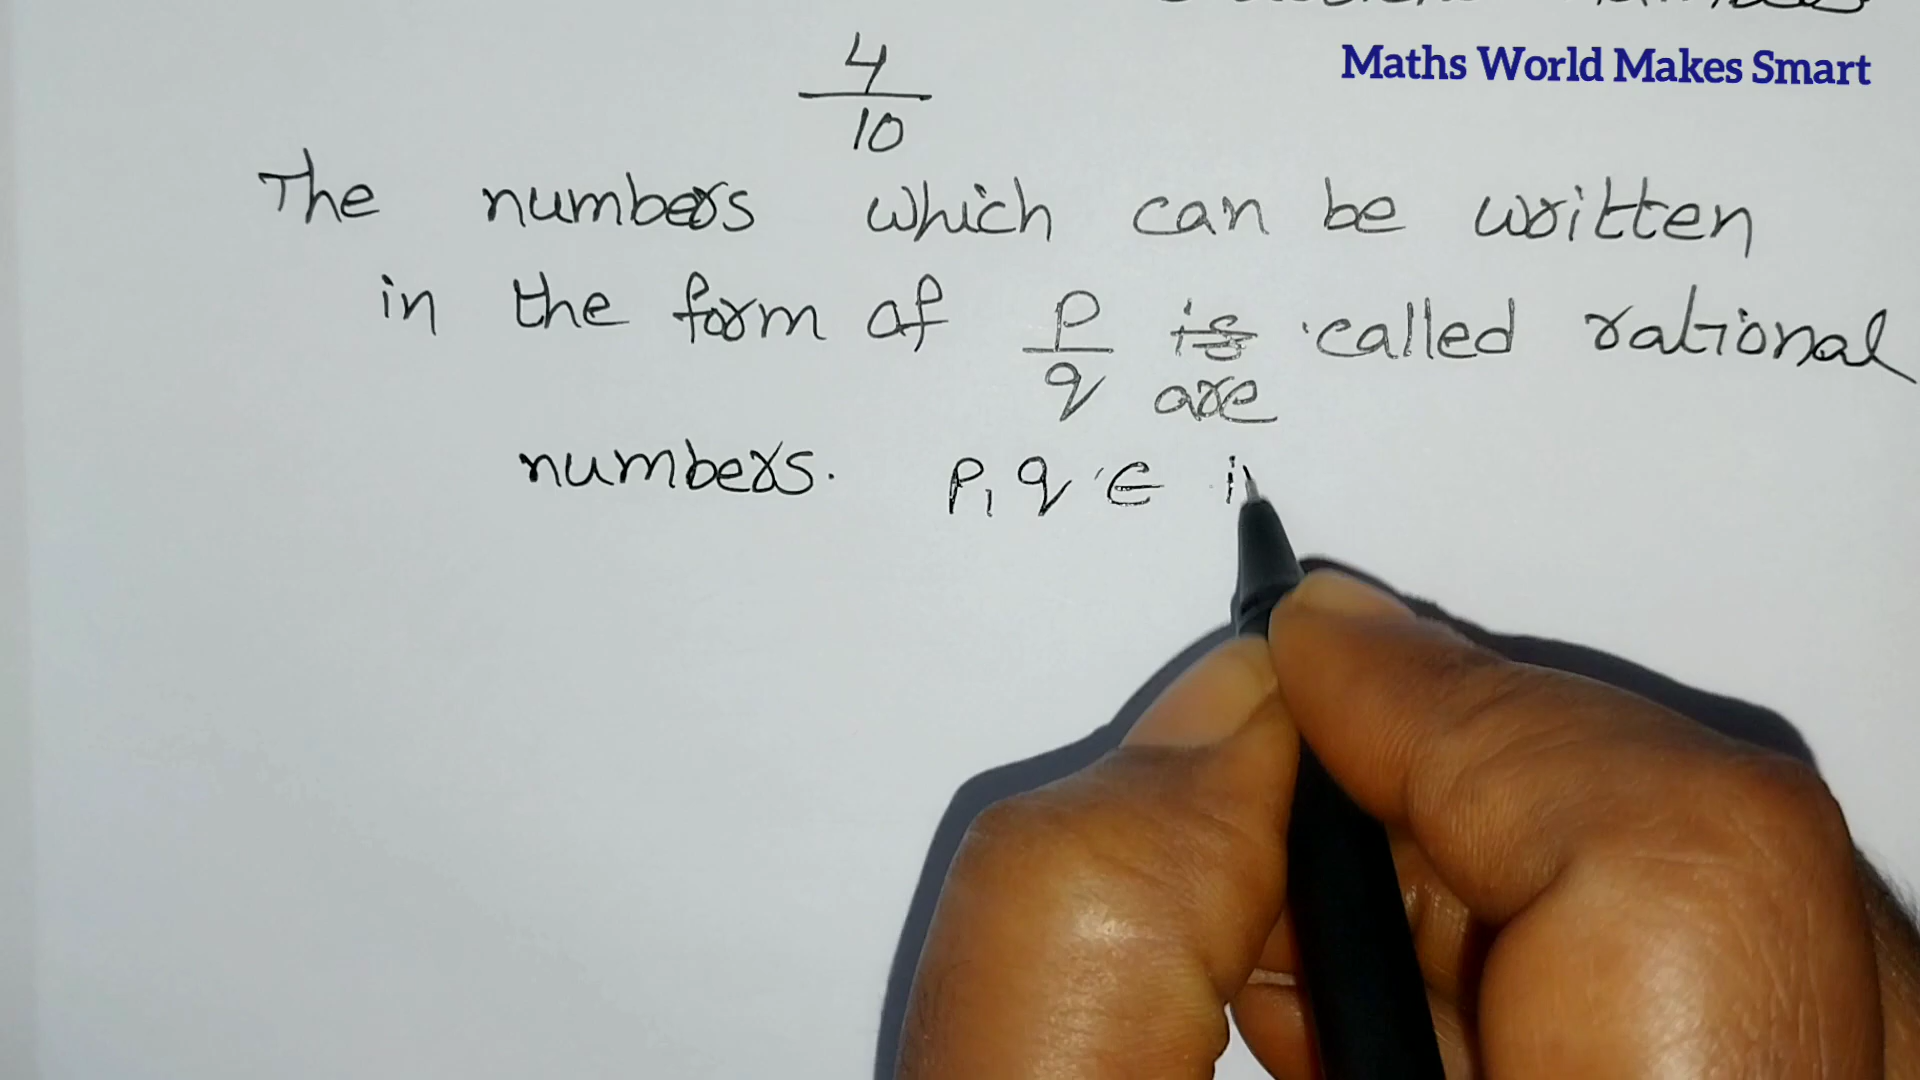 Maths World Makes Smart
4
10
The numbers which can be written
in the form of p/q is called rational
are
numbers. p, q ∈ i